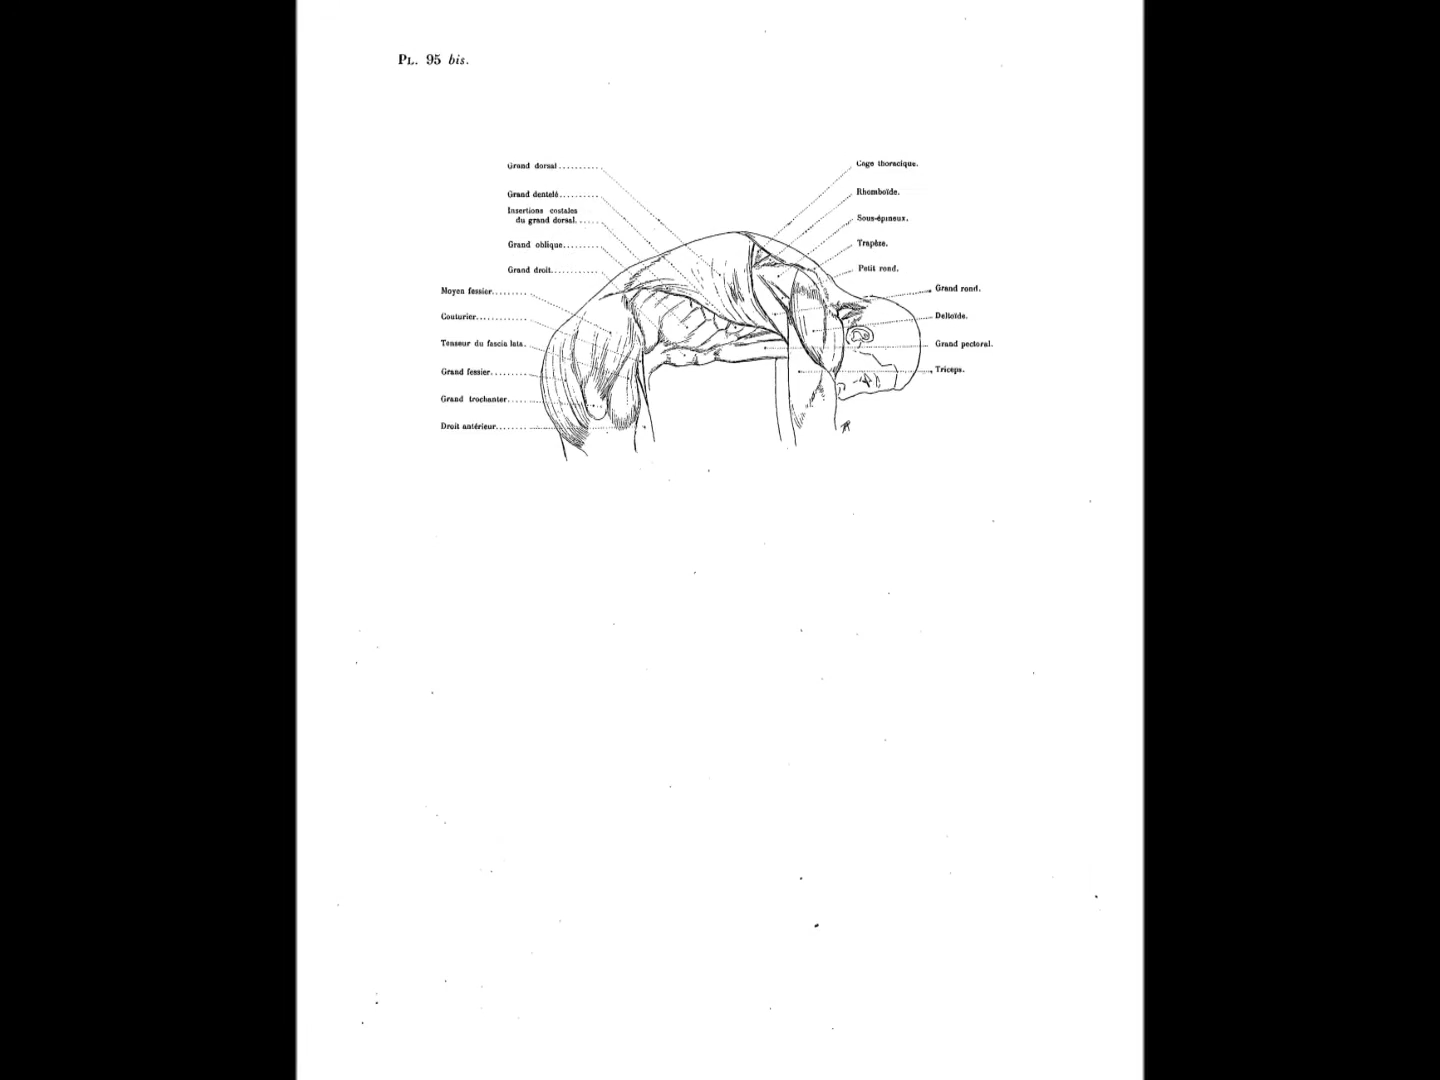 PL. 95 bis.
Grand dorsal
Grand dentelé
Insertions costales
du grand dorsal
Grand oblique
Grand droit
Moyen fessier
Couturier
Tenseur du fascia lata.
Grand fessier
Grand trochanter
Droit antérieur
Cage thoracique.
Rhomboïde.
Sous-épineux.
Trapèze.
Petit rond.
Grand rond.
Deltoïde.
Grand pectoral.
Triceps.